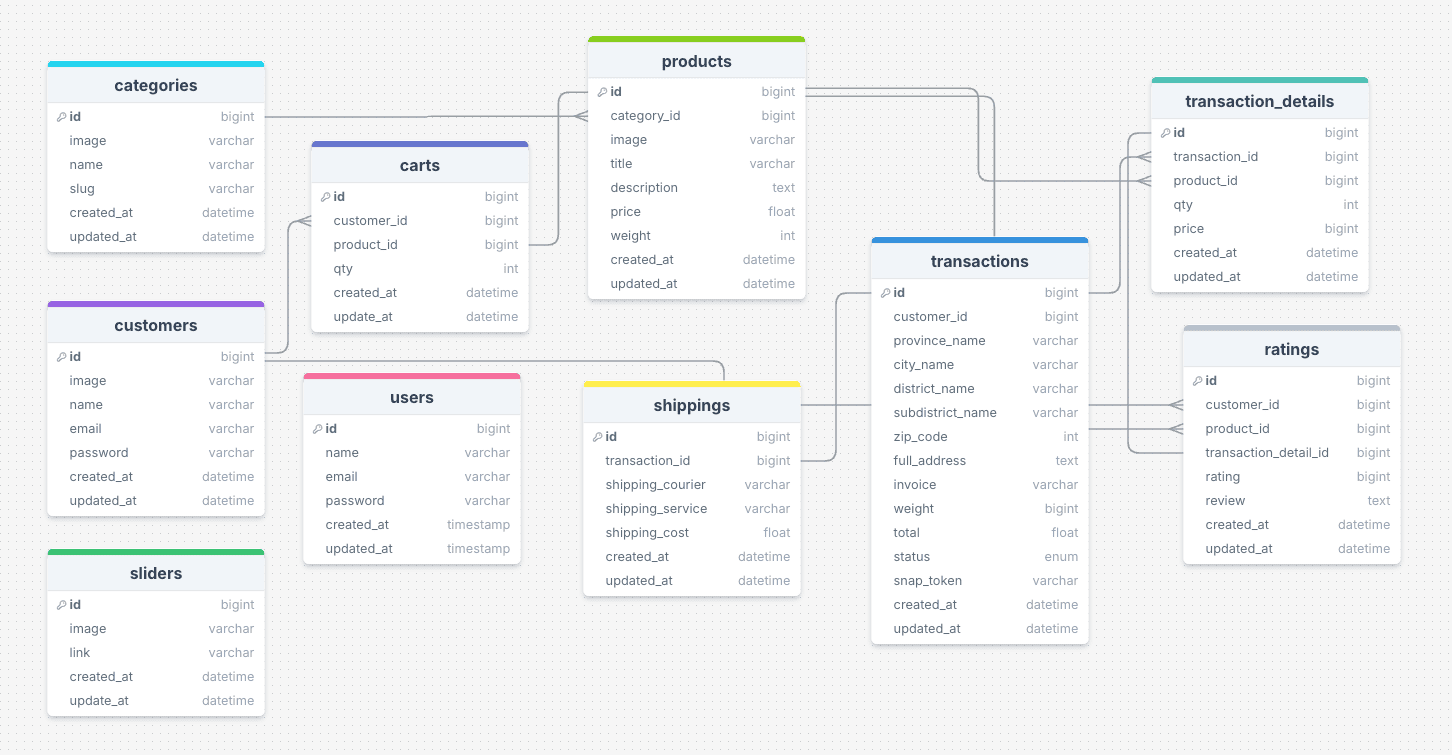 categories
id bigint
image varchar
name varchar
slug varchar
created_at datetime
updated_at datetime
carts
id bigint
customer_id bigint
product_id bigint
qty int
created_at datetime
update_at datetime
products
id bigint
category_id bigint
image varchar
title varchar
description text
price float
weight int
created_at datetime
updated_at datetime
transaction_details
id bigint
transaction_id bigint
product_id bigint
qty int
price bigint
created_at datetime
updated_at datetime
customers
id bigint
image varchar
name varchar
email varchar
password varchar
created_at datetime
updated_at datetime
users
id bigint
name varchar
email varchar
password varchar
created_at timestamp
updated_at timestamp
shippings
id bigint
transaction_id bigint
shipping_courier varchar
shipping_service varchar
shipping_cost float
created_at datetime
updated_at datetime
transactions
id bigint
customer_id bigint
province_name varchar
city_name varchar
district_name varchar
subdistrict_name varchar
zip_code int
full_address text
invoice varchar
weight bigint
total float
status enum
snap_token varchar
created_at datetime
updated_at datetime
ratings
id bigint
customer_id bigint
product_id bigint
transaction_detail_id bigint
rating bigint
review text
created_at datetime
updated_at datetime
sliders
id bigint
image varchar
link varchar
created_at datetime
update_at datetime